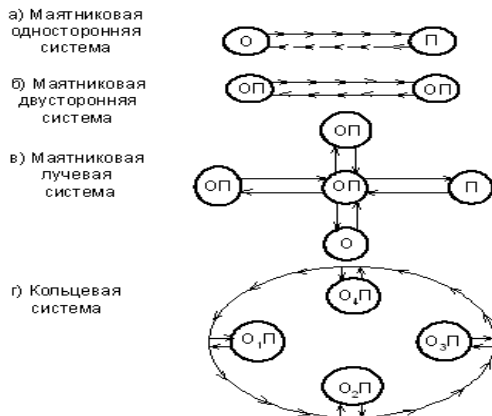 а) Маятниковая
односторонняя
система
О П
б) Маятниковая
двусторонняя
система
ОП ОП
ОП
в) Маятниковая
лучевая
система
ОП ОП П
О
г) Кольцевая
система
О₄П
О₁П О₃П
О₂П